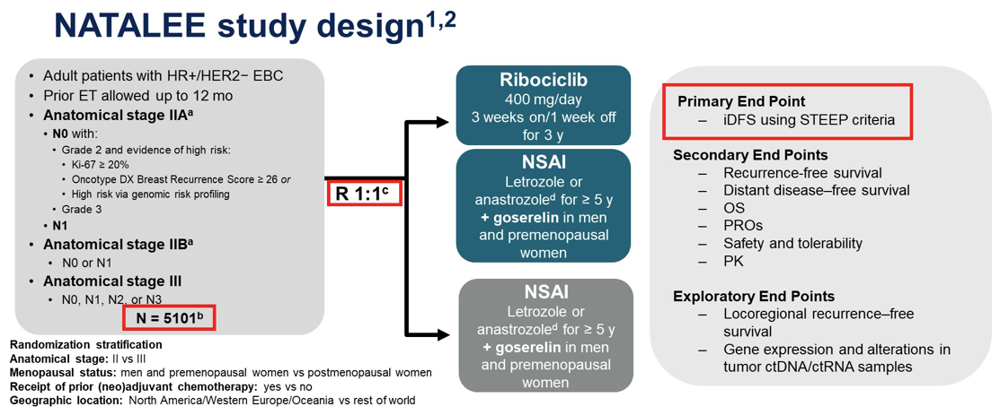 NATALEE study design1,2
• Adult patients with HR+/HER2− EBC
• Prior ET allowed up to 12 mo
• Anatomical stage IIAa
• N0 with:
• Grade 2 and evidence of high risk:
• Ki-67 ≥ 20%
• Oncotype DX Breast Recurrence Score ≥ 26 or
• High risk via genomic risk profiling
• Grade 3
• N1
• Anatomical stage IIBa
• N0 or N1
• Anatomical stage III
• N0, N1, N2, or N3
N = 5101b
Randomization stratification
Anatomical stage: II vs III
Menopausal status: men and premenopausal women vs postmenopausal women
Receipt of prior (neo)adjuvant chemotherapy: yes vs no
Geographic location: North America/Western Europe/Oceania vs rest of world
R 1:1c
Ribociclib
400 mg/day
3 weeks on/1 week off
for 3 y
NSAI
Letrozole or
anastrozoled for ≥ 5 y
+ goserelin in men
and premenopausal
women
NSAI
Letrozole or
anastrozoled for ≥ 5 y
+ goserelin in men
and premenopausal
women
Primary End Point
– iDFS using STEEP criteria
Secondary End Points
– Recurrence-free survival
– Distant disease–free survival
– OS
– PROs
– Safety and tolerability
– PK
Exploratory End Points
– Locoregional recurrence–free
survival
– Gene expression and alterations in
tumor ctDNA/ctRNA samples